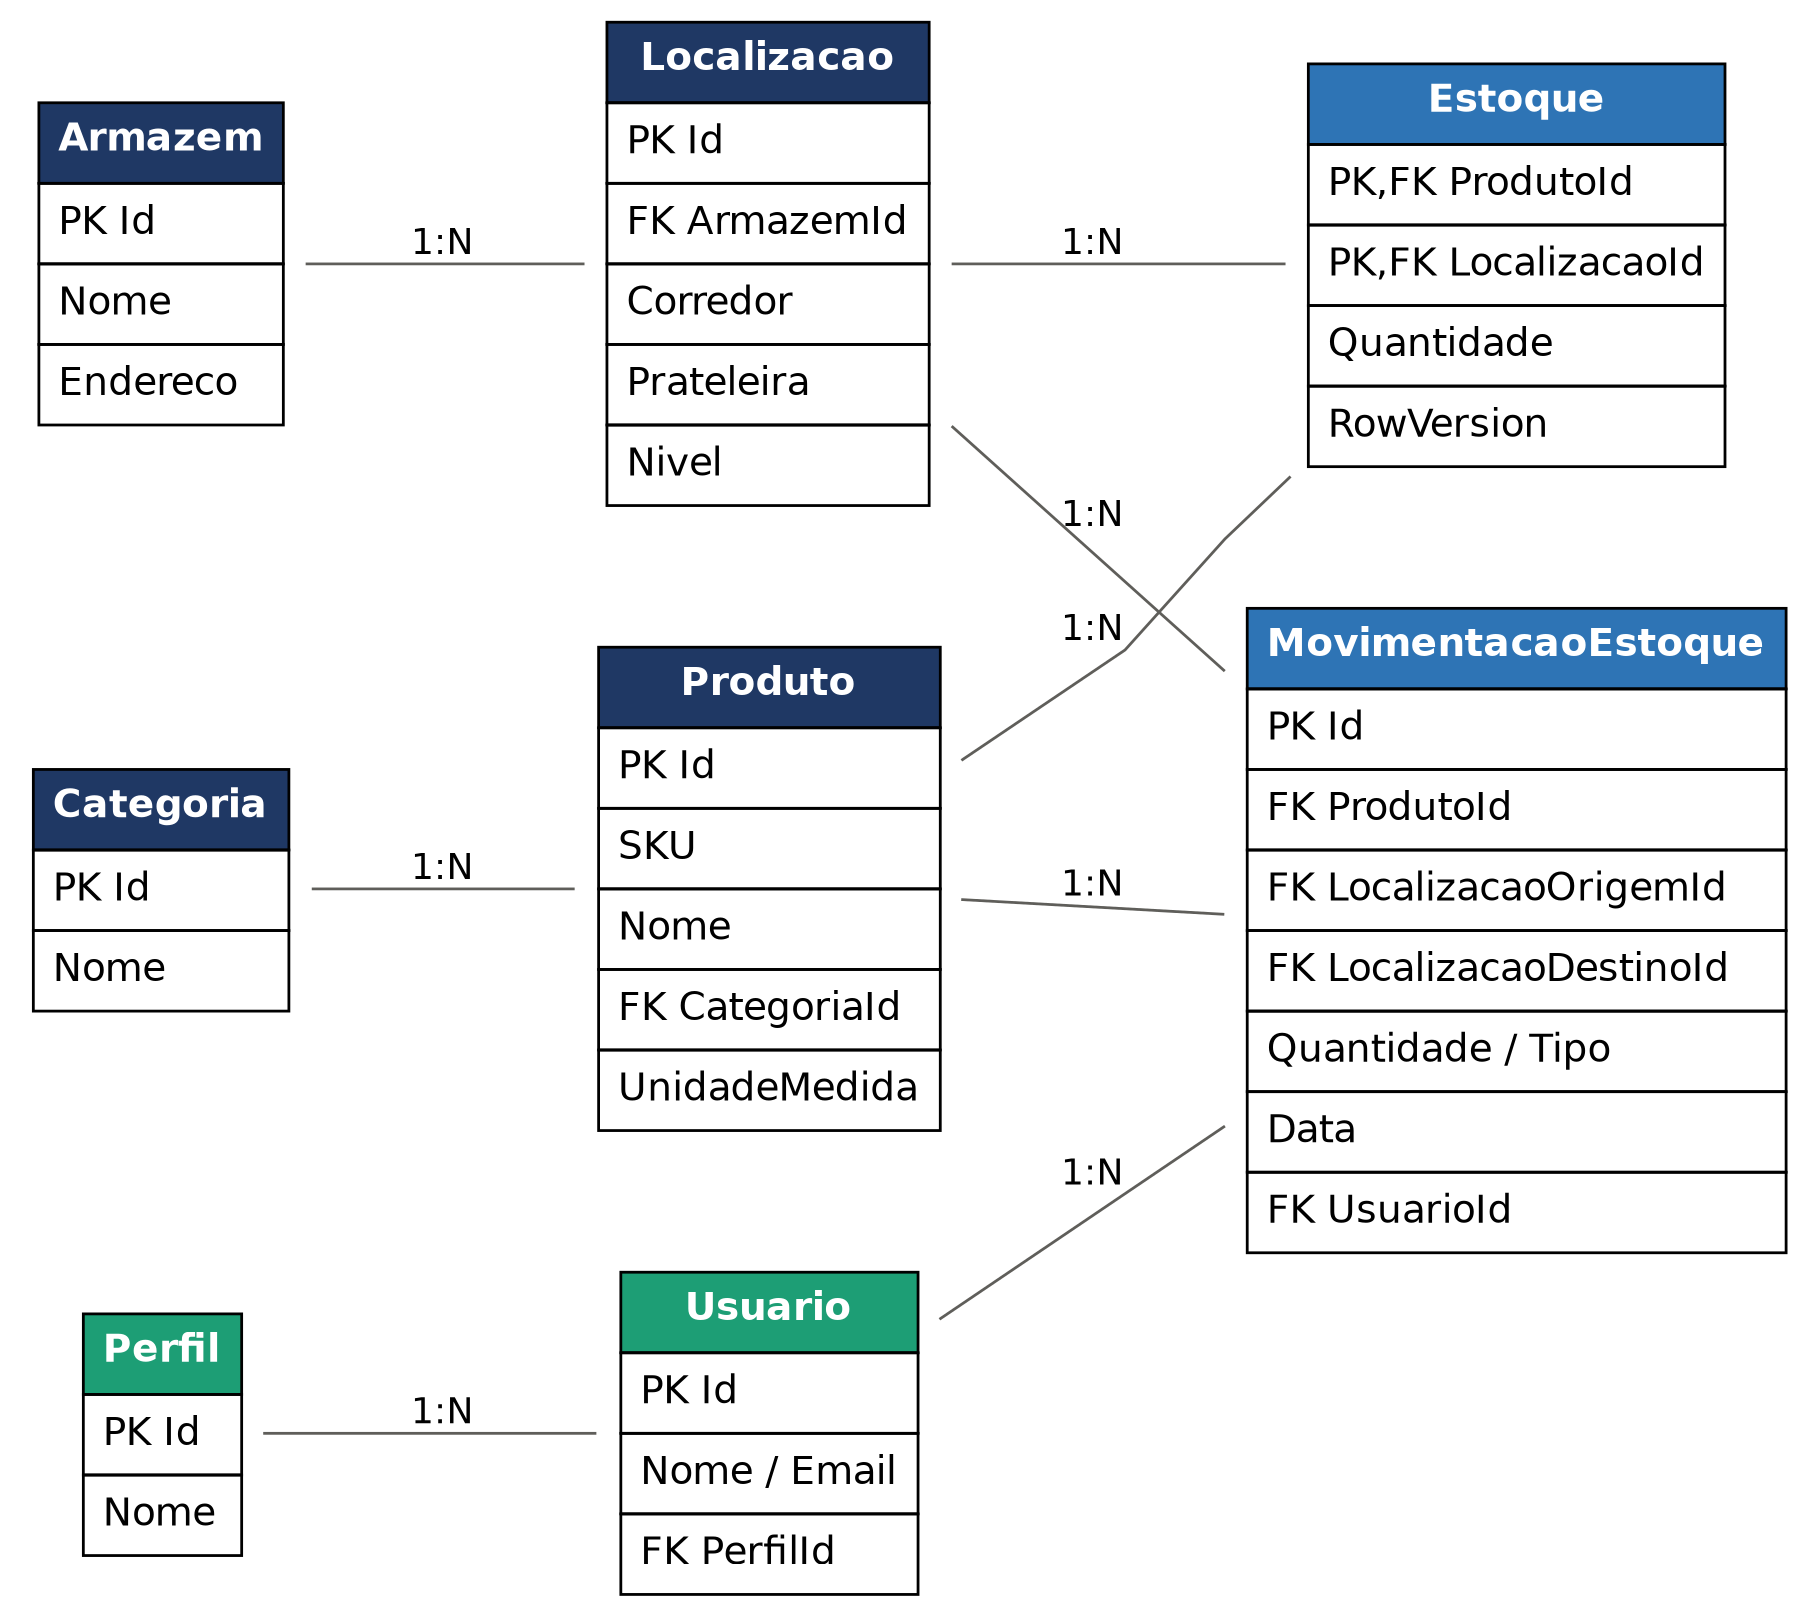 Armazem
PK Id
Nome
Endereco
1:N
Localizacao
PK Id
FK ArmazemId
Corredor
Prateleira
Nivel
1:N
Estoque
PK,FK ProdutoId
PK,FK LocalizacaoId
Quantidade
RowVersion
1:N
1:N
Categoria
PK Id
Nome
1:N
Produto
PK Id
SKU
Nome
FK CategoriaId
UnidadeMedida
1:N
MovimentacaoEstoque
PK Id
FK ProdutoId
FK LocalizacaoOrigemId
FK LocalizacaoDestinoId
Quantidade / Tipo
Data
FK UsuarioId
1:N
Perfil
PK Id
Nome
1:N
Usuario
PK Id
Nome / Email
FK PerfilId